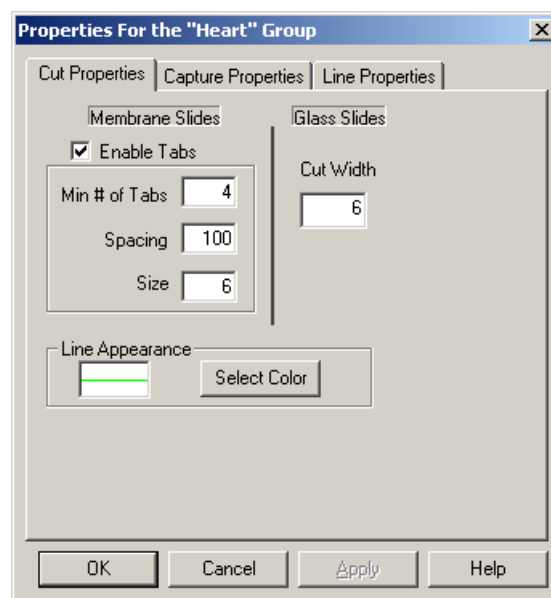 Properties For the "Heart" Group
Cut Properties
Capture Properties
Line Properties
Membrane Slides
Enable Tabs
Min # of Tabs 4
Spacing 100
Size 6
Glass Slides
Cut Width
6
Line Appearance
Select Color
OK
Cancel
Apply
Help